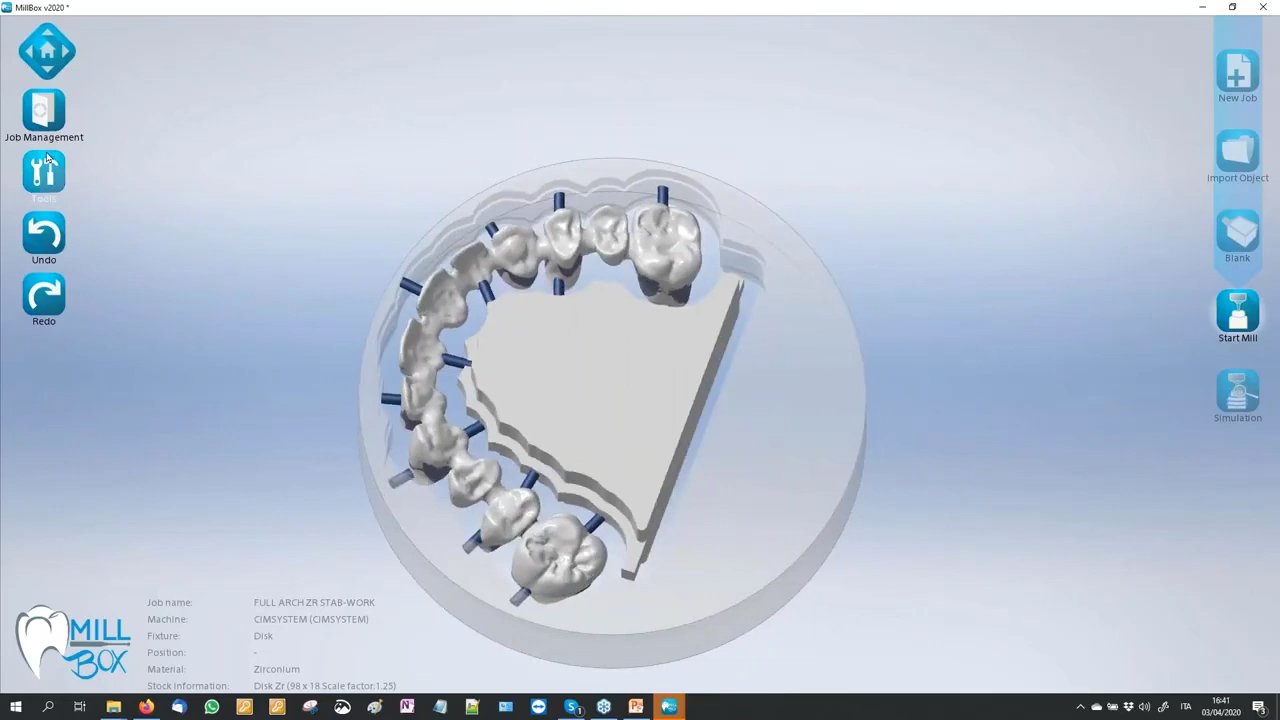 MillBox v2020 *
Job Management
Tools
Undo
Redo
New Job
Import Object
Blank
Start Mill
Simulation
MILL
BOX
Job name: FULL ARCH ZR STAB-WORK
Machine: CIMSYSTEM (CIMSYSTEM)
Fixture: Disk
Position: -
Material: Zirconium
Stock information: Disk Zr (98 x 18 Scale factor:1.25)
ITA
16:41
03/04/2020